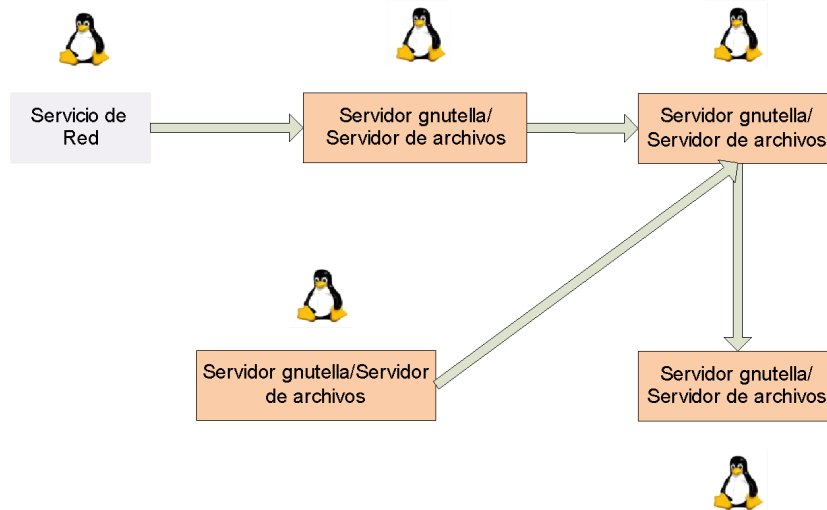 Servicio de
Red
Servidor gnutella/
Servidor de archivos
Servidor gnutella/
Servidor de archivos
Servidor gnutella/Servidor
de archivos
Servidor gnutella/
Servidor de archivos